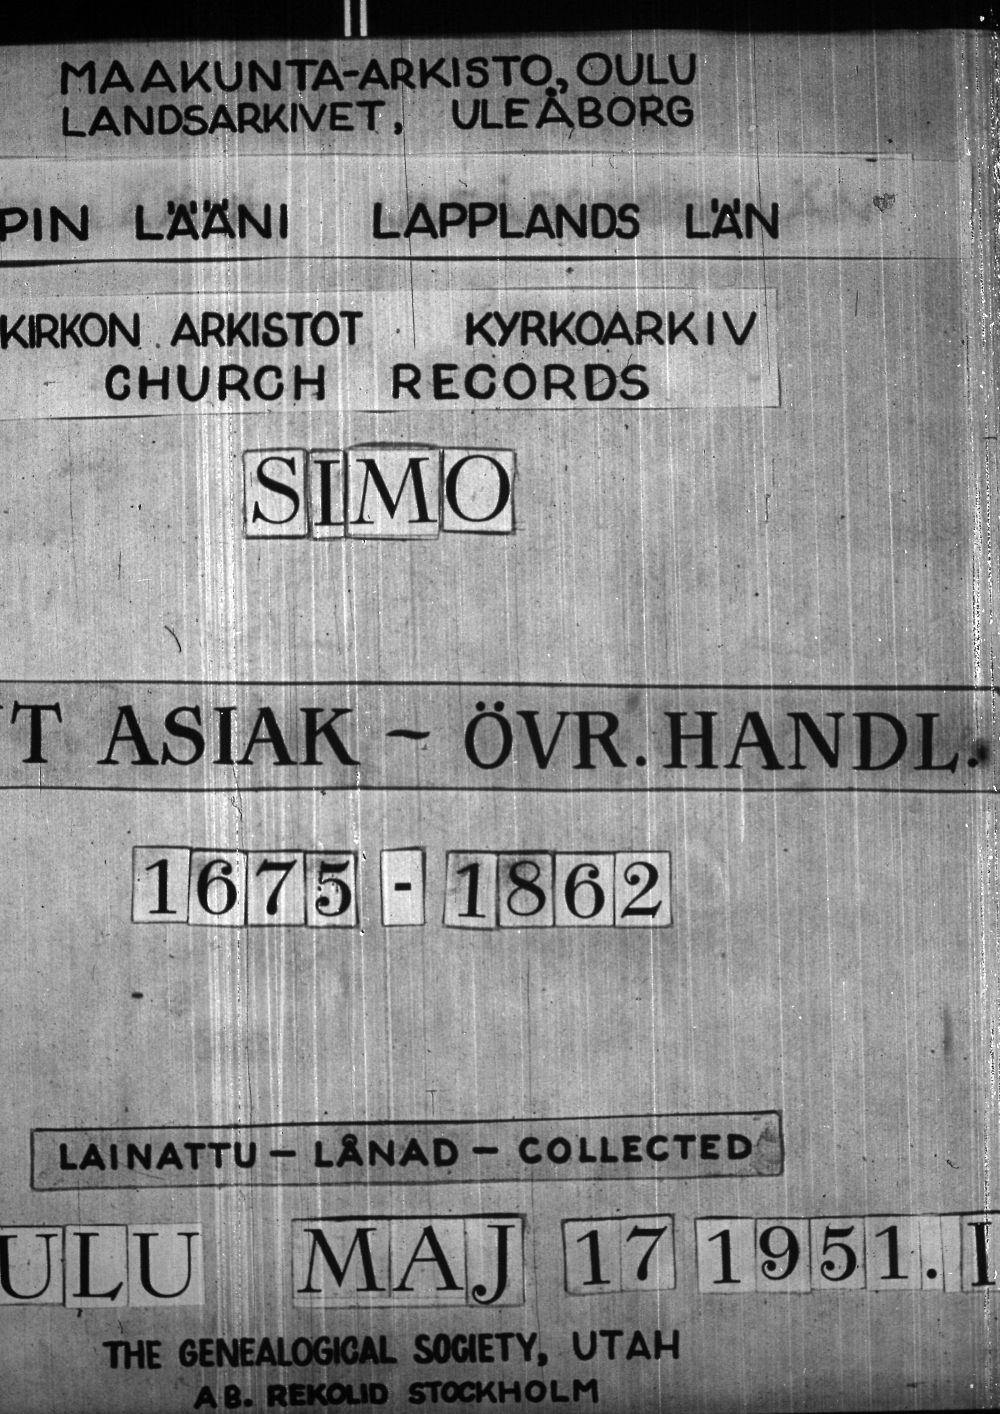 MAAKUNTA-ARKISTO, OULU
LANDSARKIVET, ULEÅBORG
PIN LÄÄNI LAPPLANDS LÄN
KIRKON ARKISTOT KYRKOARKIV
CHURCH RECORDS
SIMO
T ASIAK - ÖVR. HANDL.
1675 - 1862
LAINATTU - LÅNAD - COLLECTED
ULU MAJ 17 1951. I
THE GENEALOGICAL SOCIETY, UTAH
AB. REKOLID STOCKHOLM